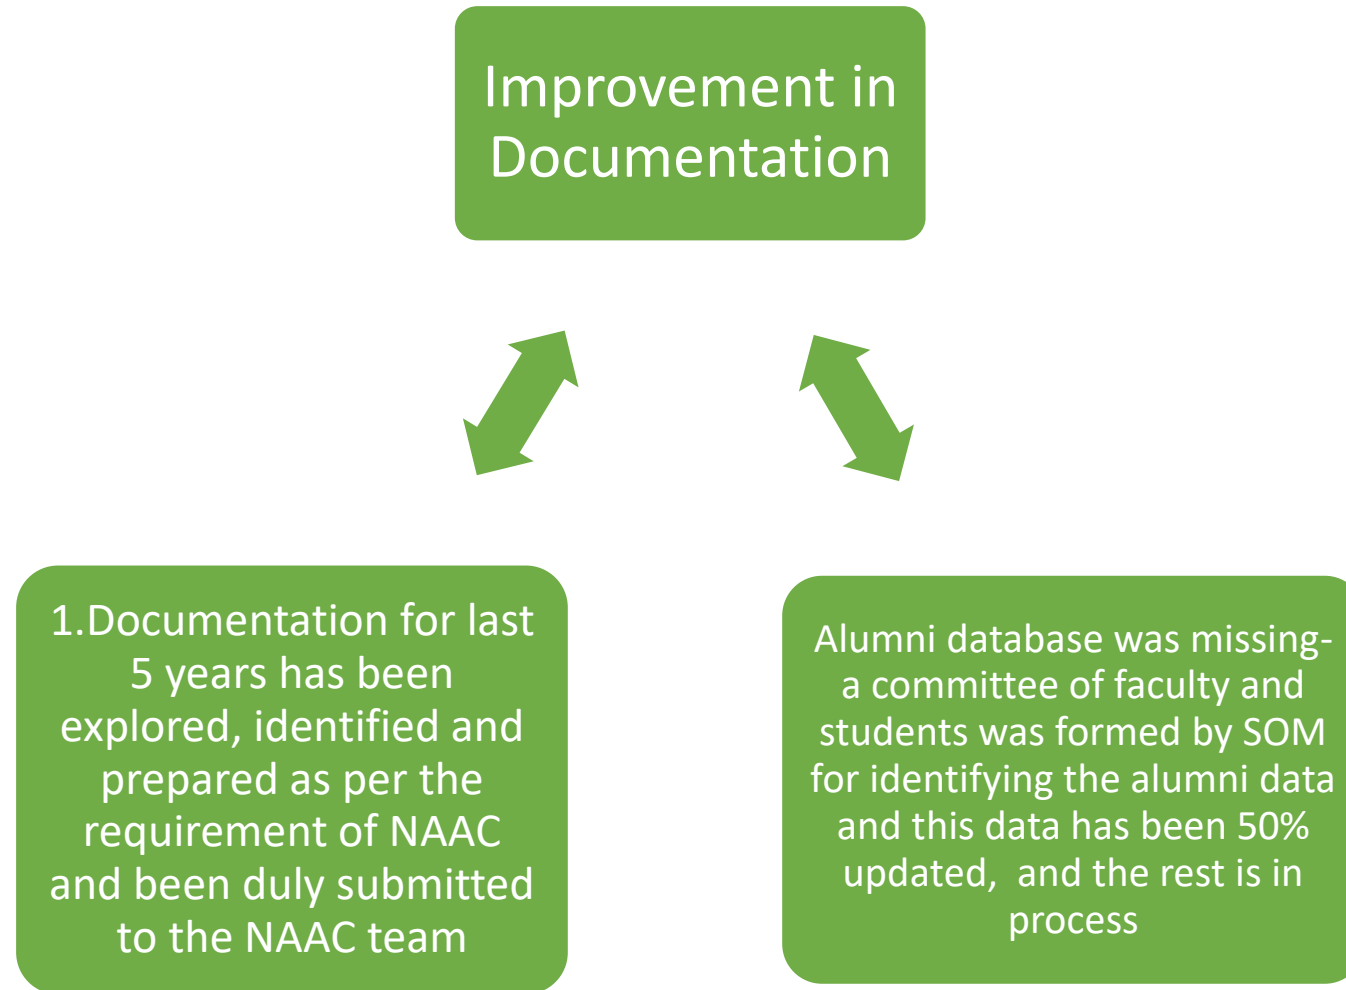 Improvement in
Documentation
1.Documentation for last
5 years has been
explored, identified and
prepared as per the
requirement of NAAC
and been duly submitted
to the NAAC team
Alumni database was missing-
a committee of faculty and
students was formed by SOM
for identifying the alumni data
and this data has been 50%
updated,  and the rest is in
process